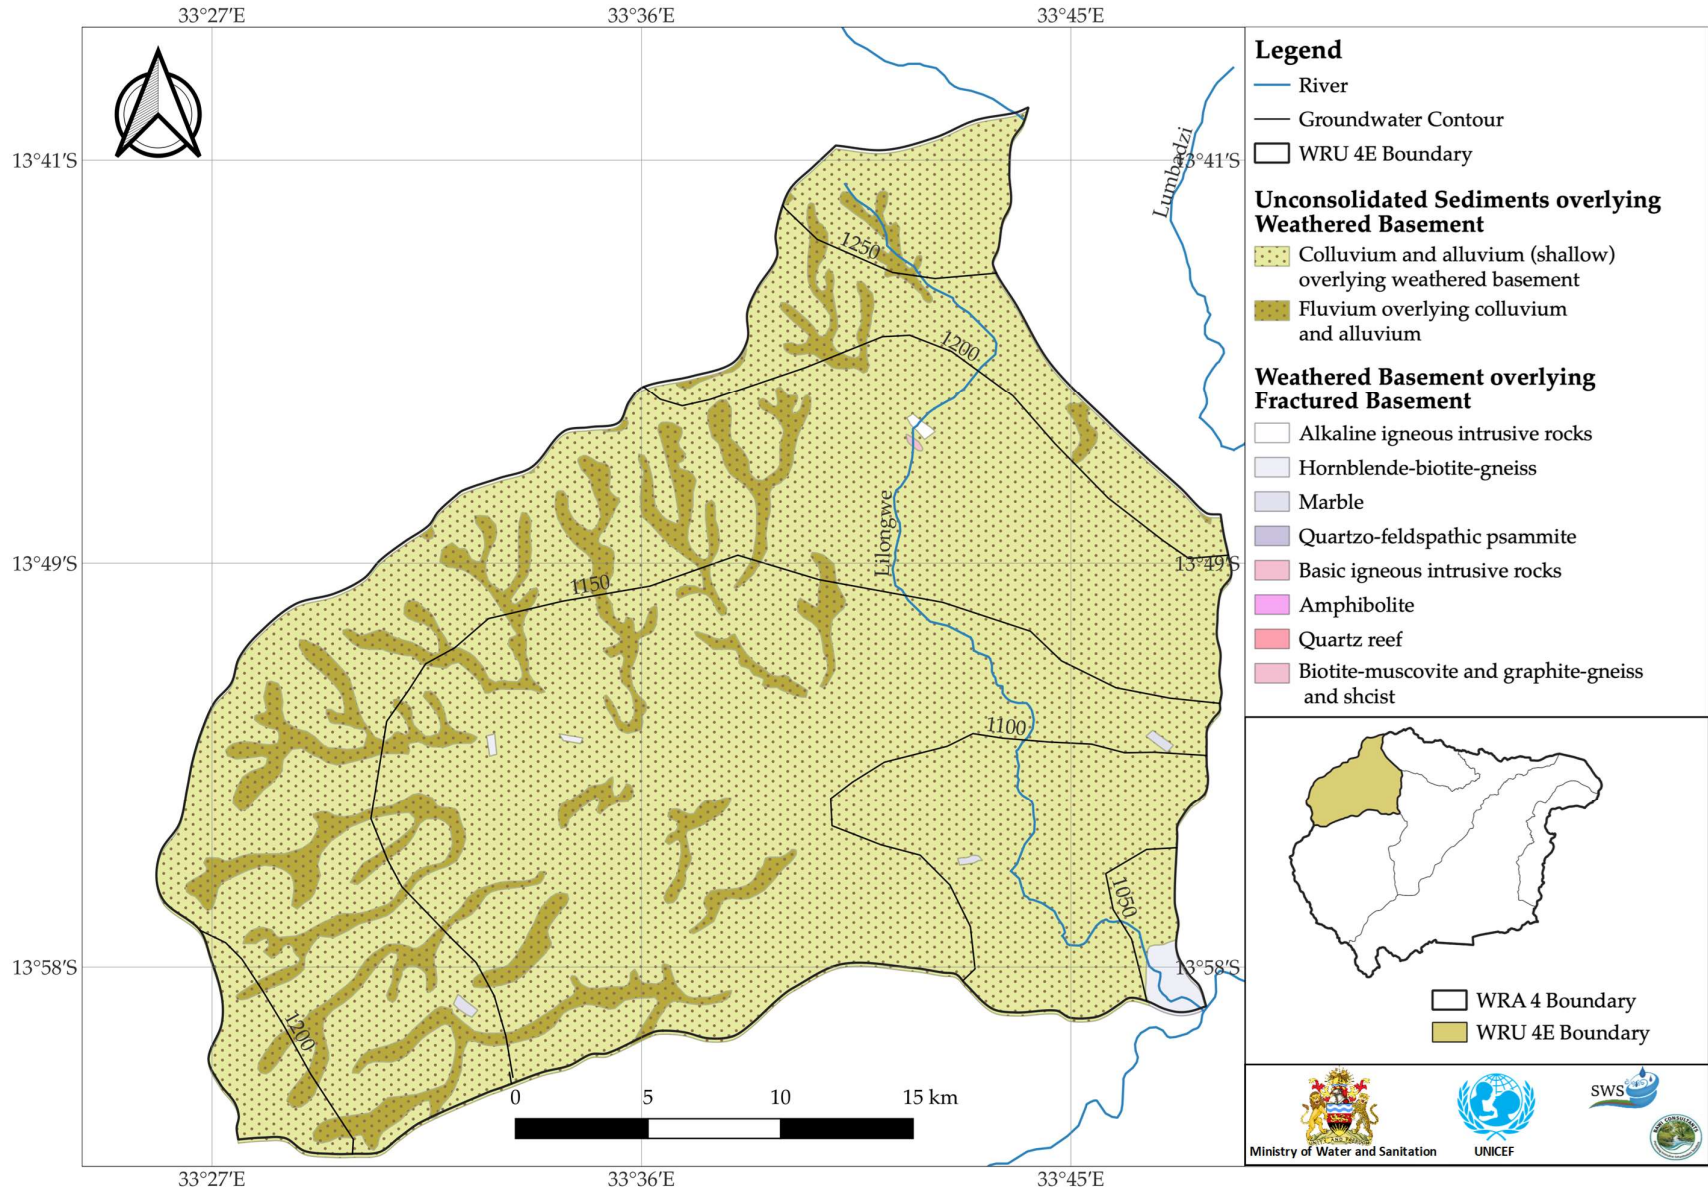 33°27′E
33°36′E
33°45′E
13°41′S
13°41′S
Lumbadzi
1250
1200
Lilongwe
13°49′S
13°49′S
1150
1100
1050
13°58′S
13°58′S
1200
0 5 10 15 km
33°27′E
33°36′E
33°45′E
Legend
River
Groundwater Contour
WRU 4E Boundary
Unconsolidated Sediments overlying
Weathered Basement
Colluvium and alluvium (shallow)
overlying weathered basement
Fluvium overlying colluvium
and alluvium
Weathered Basement overlying
Fractured Basement
Alkaline igneous intrusive rocks
Hornblende-biotite-gneiss
Marble
Quartzo-feldspathic psammite
Basic igneous intrusive rocks
Amphibolite
Quartz reef
Biotite-muscovite and graphite-gneiss
and shcist
WRA 4 Boundary
WRU 4E Boundary
Ministry of Water and Sanitation
UNICEF
SWS